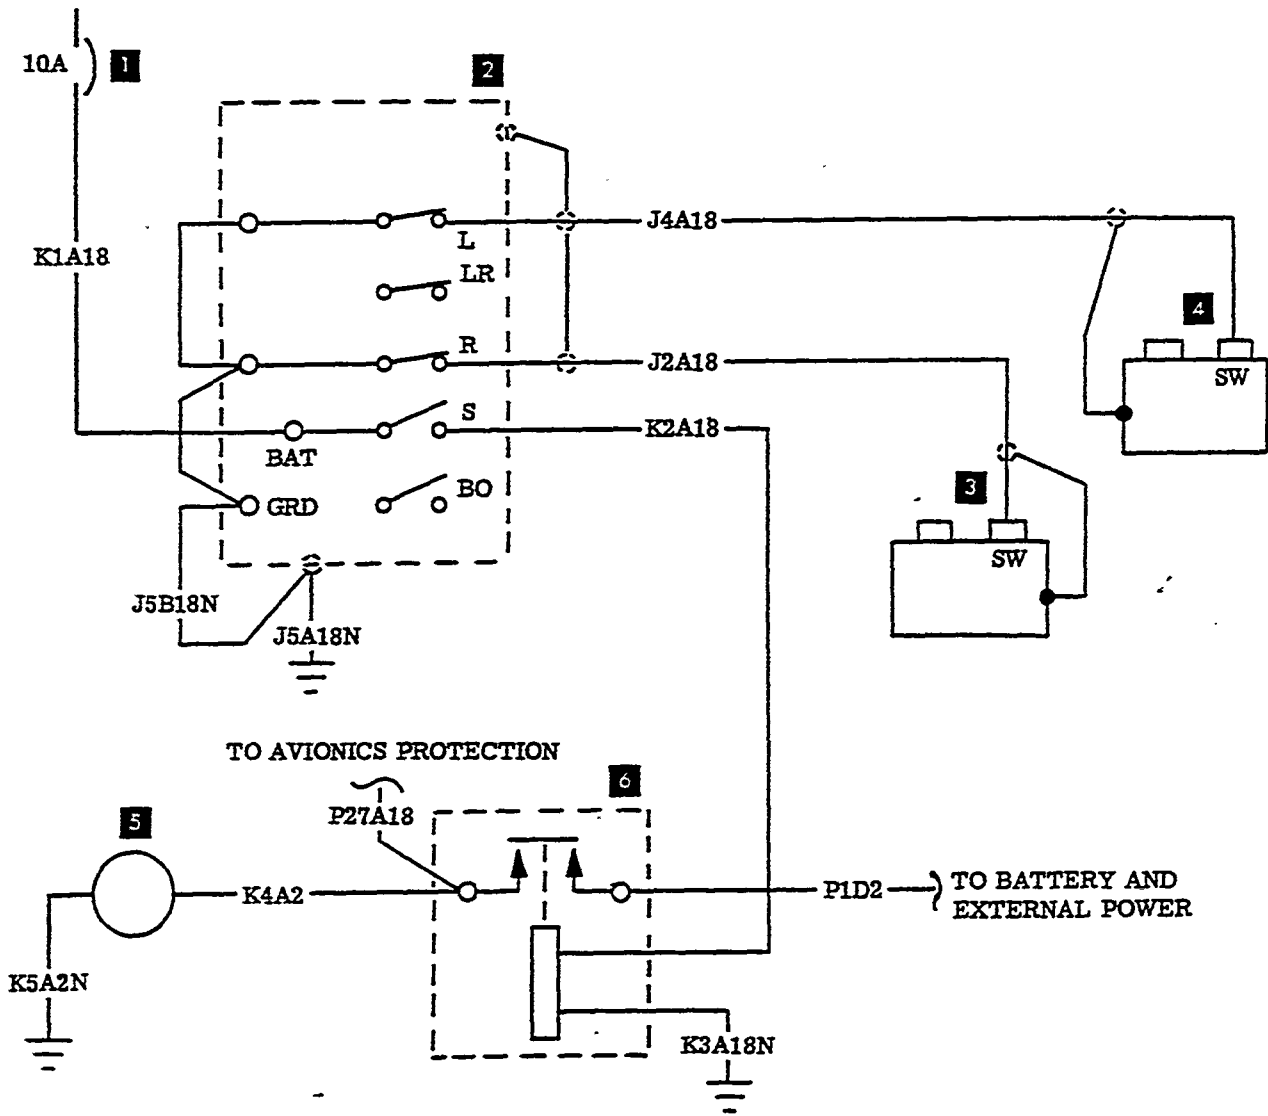 10A
1
2
K1A18
L
J4A18
LR
4
R
J2A18
SW
S
K2A18
BAT
3
BO
GRD
SW
J5B18N
J5A18N
TO AVIONICS PROTECTION
6
P27A18
5
K4A2
P1D2
TO BATTERY AND
EXTERNAL POWER
K5A2N
K3A18N